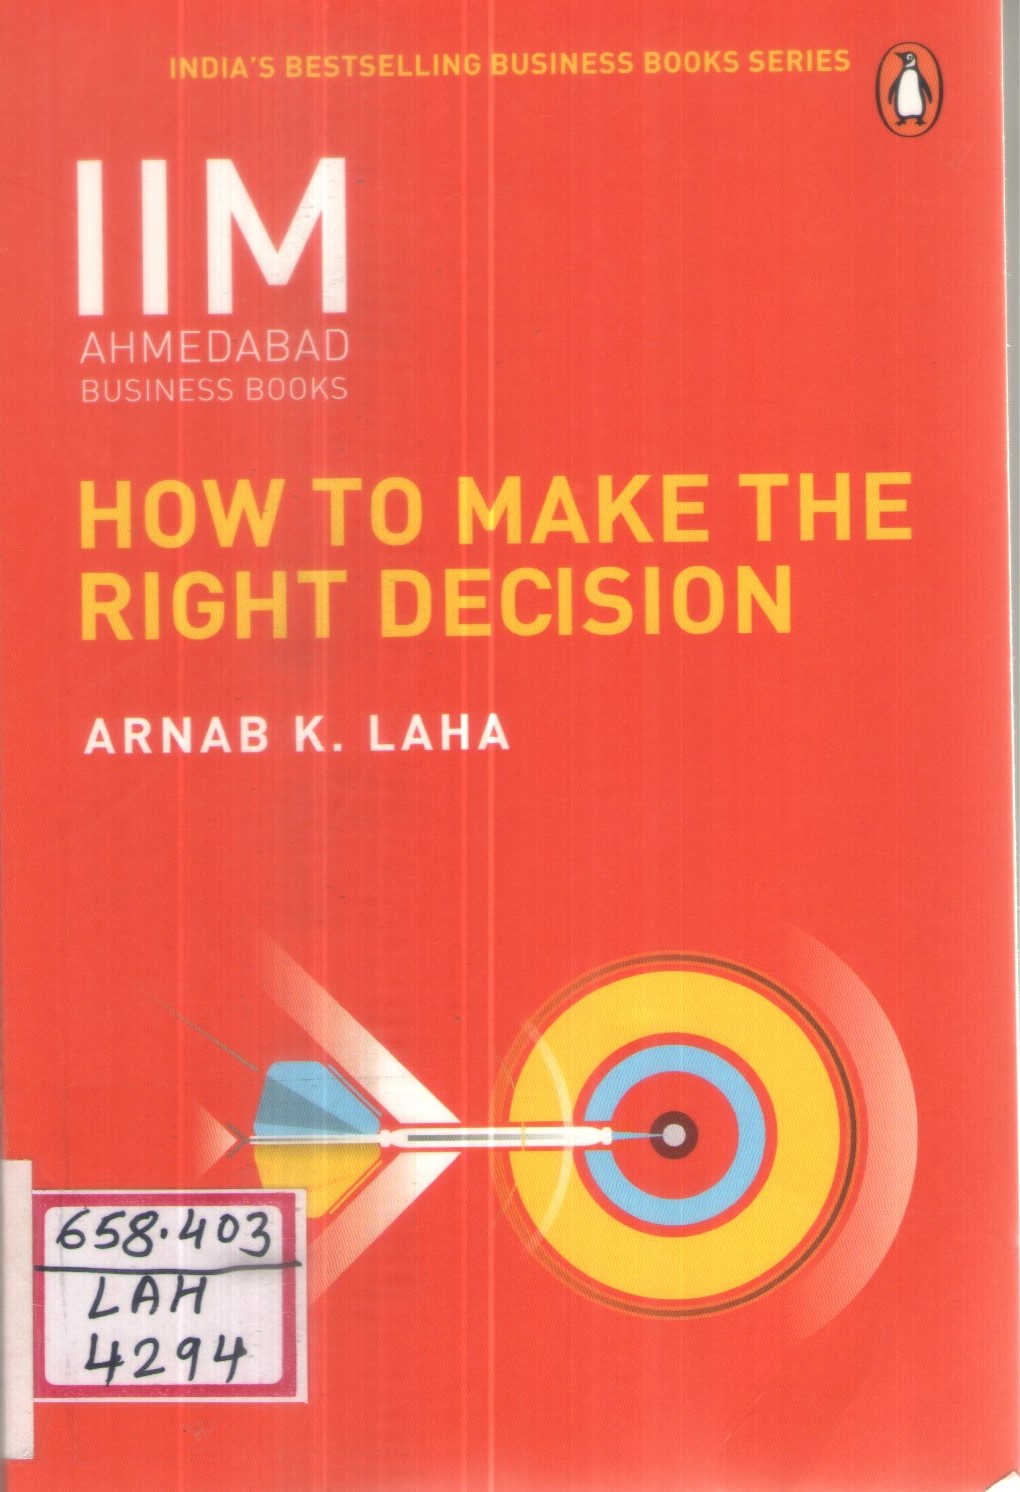 INDIA'S BESTSELLING BUSINESS BOOKS SERIES
IIM
AHMEDABAD
BUSINESS BOOKS
HOW TO MAKE THE
RIGHT DECISION
ARNAB K. LAHA
658.403
LAH
4294